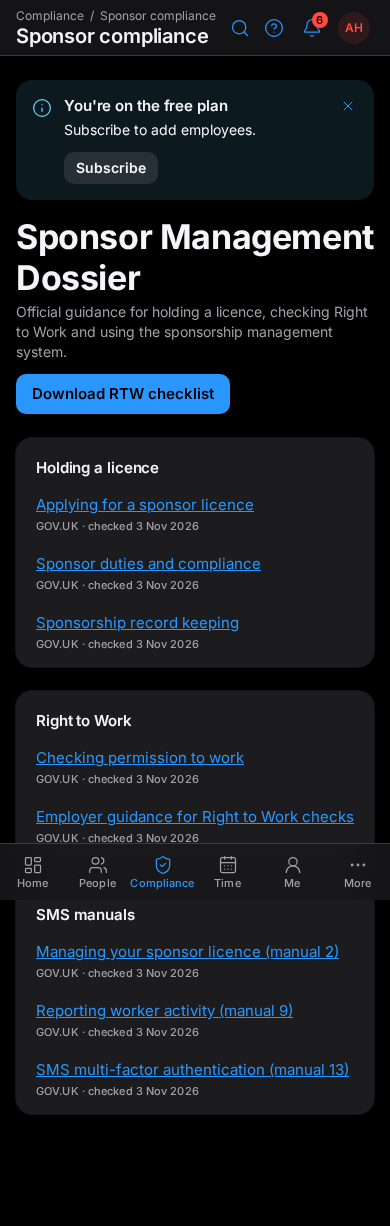 Compliance / Sponsor compliance
Sponsor compliance
6
AH
You're on the free plan
Subscribe to add employees.
Subscribe
Sponsor Management
Dossier
Official guidance for holding a licence, checking Right
to Work and using the sponsorship management
system.
Download RTW checklist
Holding a licence
Applying for a sponsor licence
GOV.UK · checked 3 Nov 2026
Sponsor duties and compliance
GOV.UK · checked 3 Nov 2026
Sponsorship record keeping
GOV.UK · checked 3 Nov 2026
Right to Work
Checking permission to work
GOV.UK · checked 3 Nov 2026
Employer guidance for Right to Work checks
GOV.UK · checked 3 Nov 2026
Home People Compliance Time Me More
SMS manuals
Managing your sponsor licence (manual 2)
GOV.UK · checked 3 Nov 2026
Reporting worker activity (manual 9)
GOV.UK · checked 3 Nov 2026
SMS multi-factor authentication (manual 13)
GOV.UK · checked 3 Nov 2026